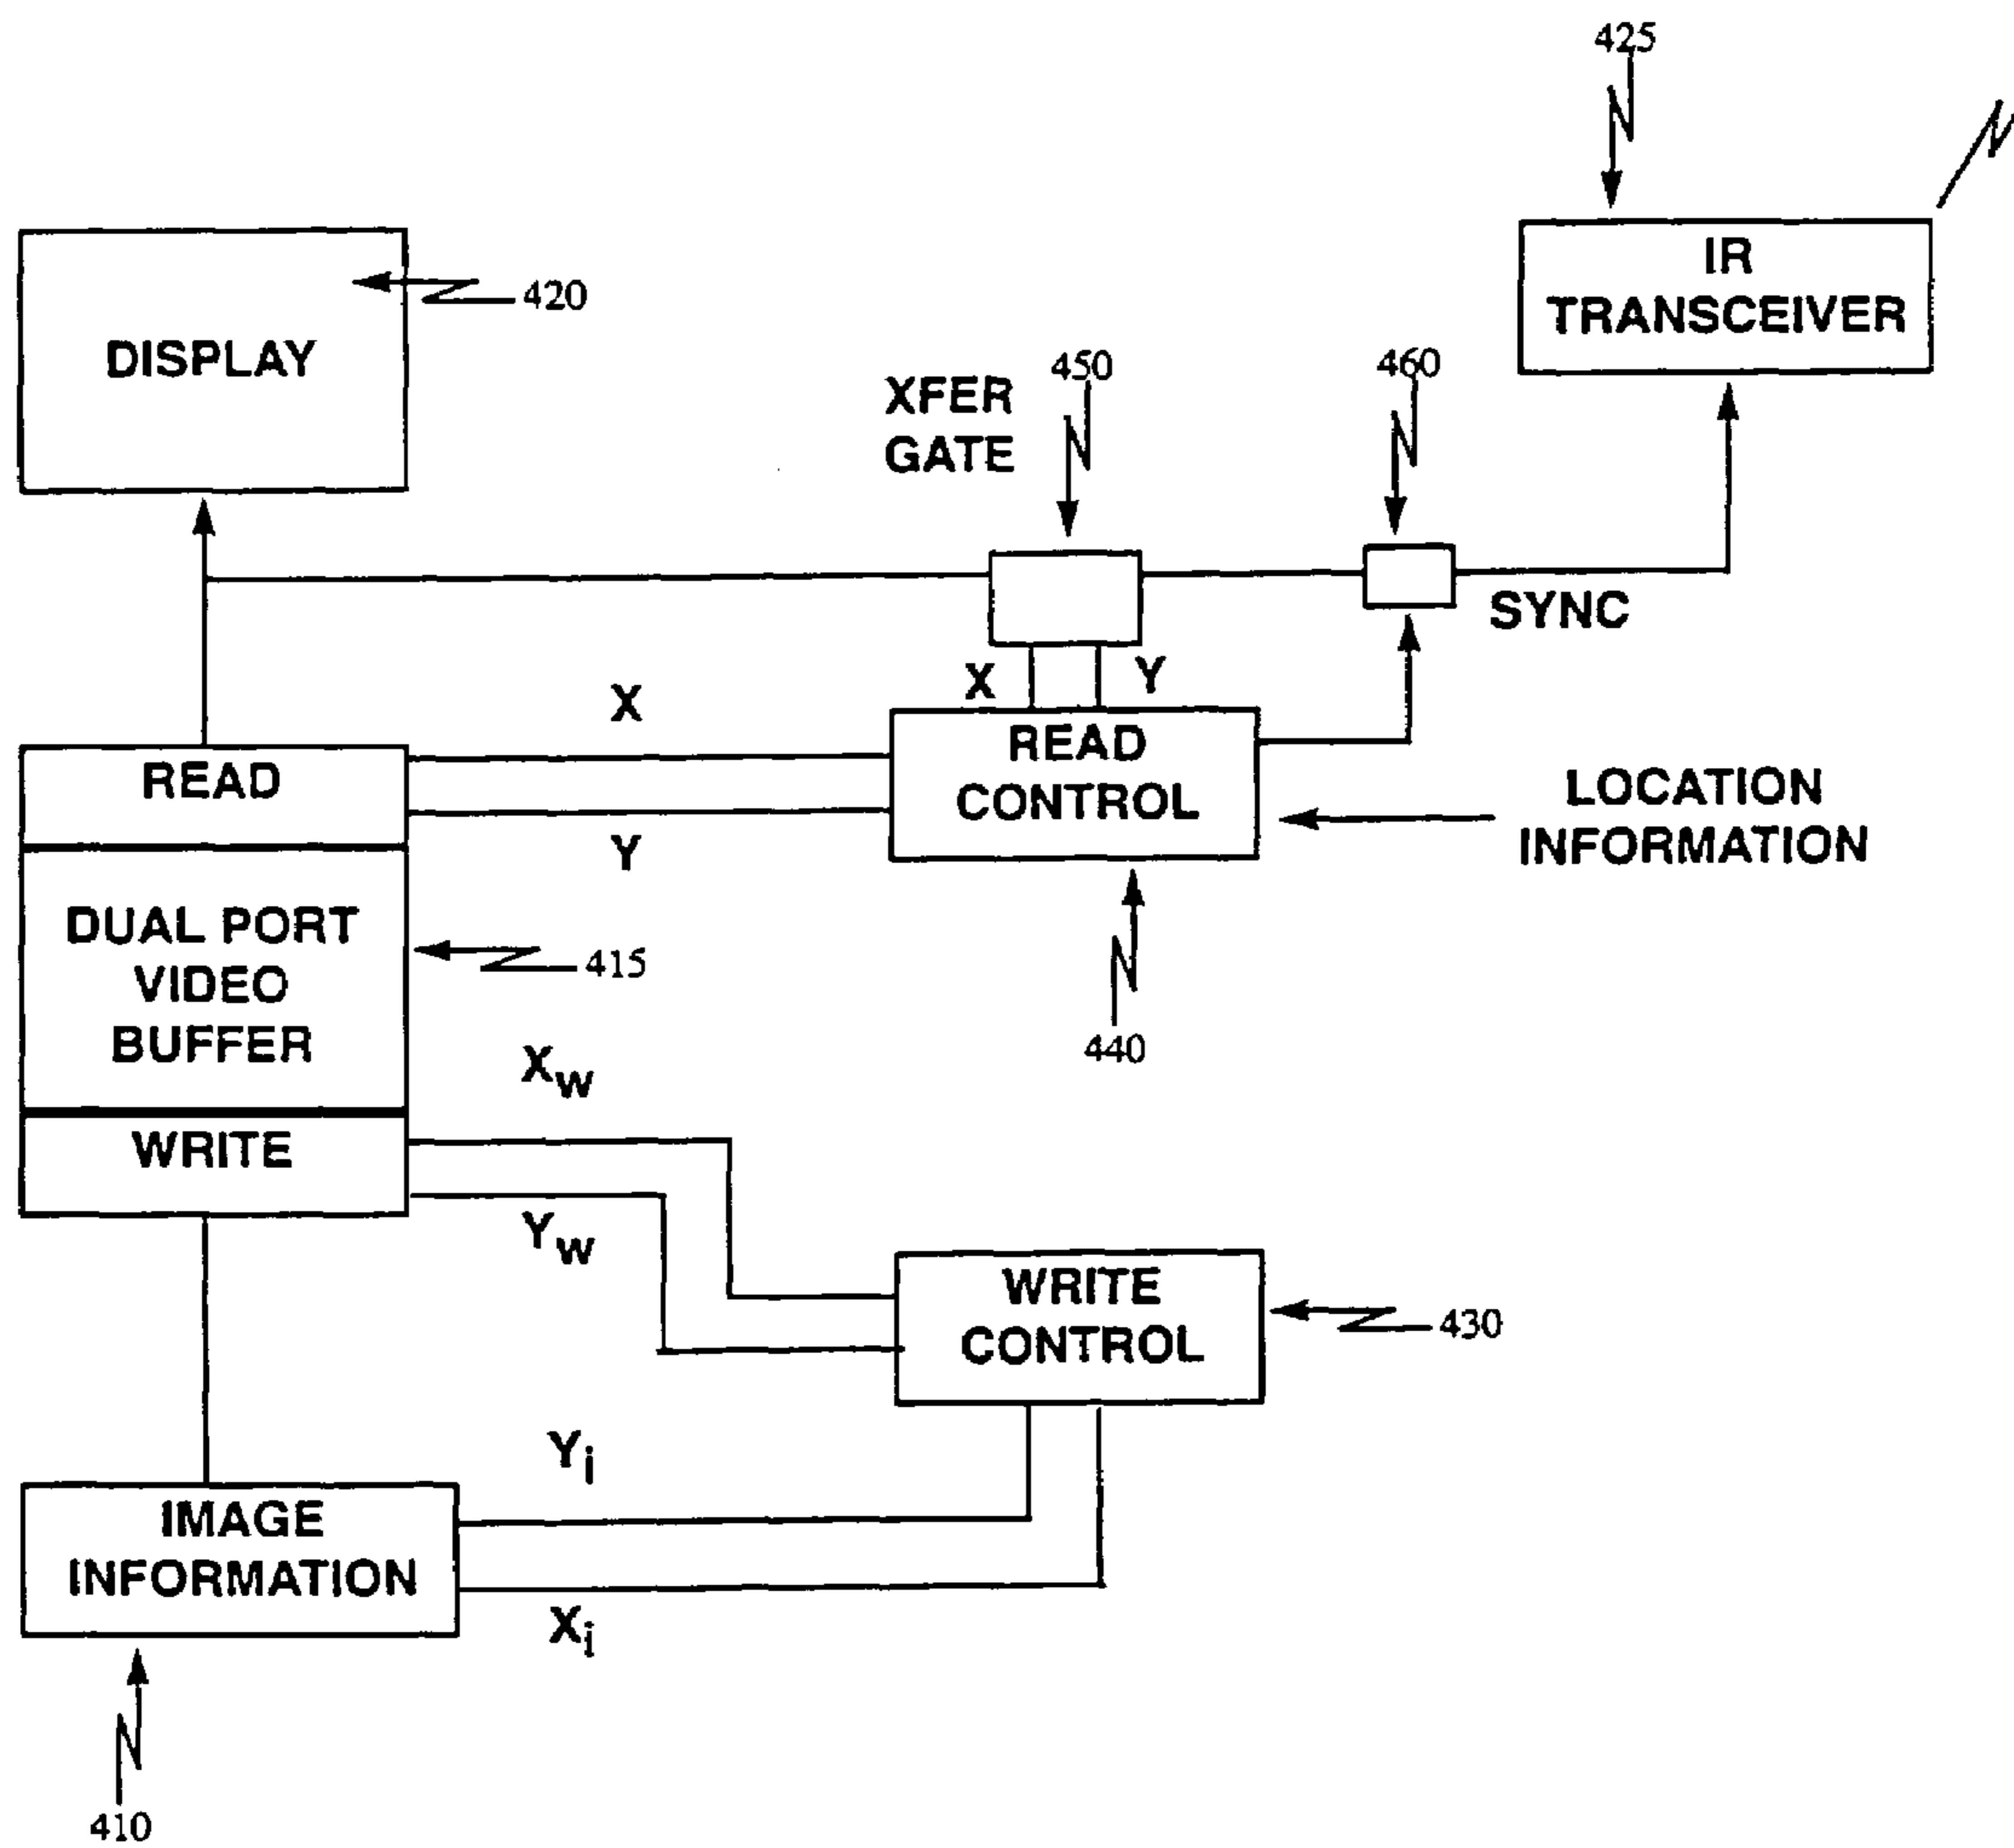 425
IR
TRANSCEIVER
420
DISPLAY
XFER
GATE
450
460
SYNC
X
Y
X
READ
READ
CONTROL
Y
LOCATION
INFORMATION
DUAL PORT
VIDEO
BUFFER
415
440
Xw
WRITE
Yw
WRITE
CONTROL
430
Yi
IMAGE
INFORMATION
Xi
410